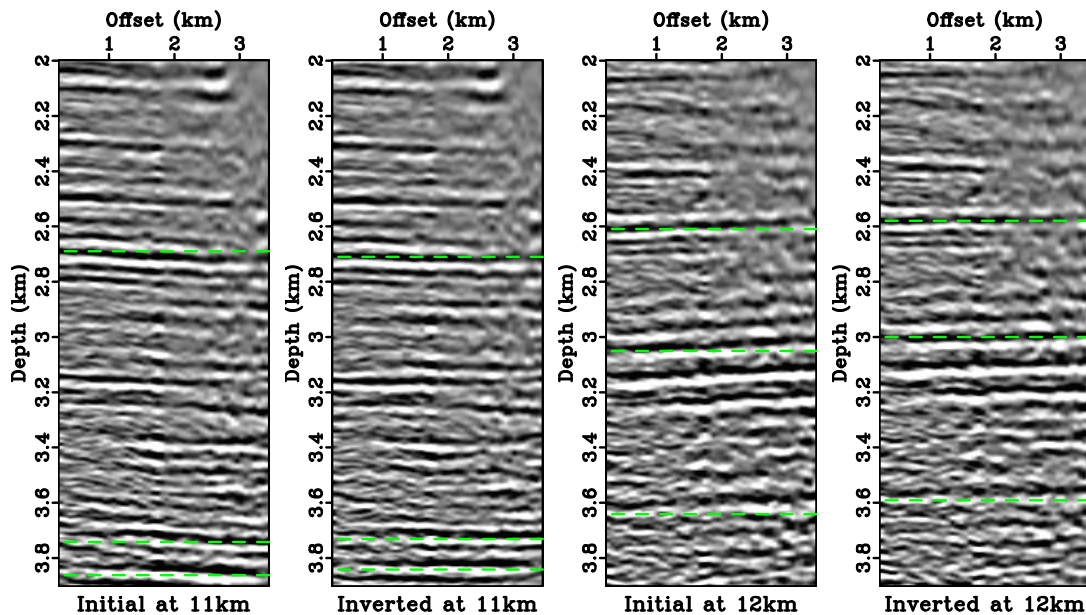 Offset (km)
1 2 3
2
2.2
2.4
2.6
2.8
3
3.2
3.4
3.6
3.8
Depth (km)
Initial at 11km
Offset (km)
1 2 3
2
2.2
2.4
2.6
2.8
3
3.2
3.4
3.6
3.8
Depth (km)
Inverted at 11km
Offset (km)
1 2 3
2
2.2
2.4
2.6
2.8
3
3.2
3.4
3.6
3.8
Depth (km)
Initial at 12km
Offset (km)
1 2 3
2
2.2
2.4
2.6
2.8
3
3.2
3.4
3.6
3.8
Depth (km)
Inverted at 12km